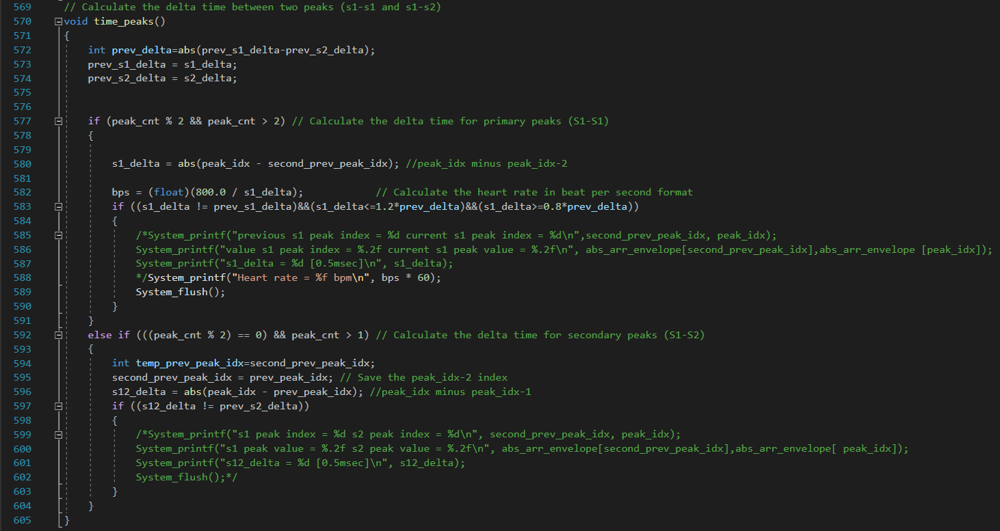 569 // Calculate the delta time between two peaks (s1-s1 and s1-s2)
570 void time_peaks()
571 {
572 int prev_delta=abs(prev_s1_delta-prev_s2_delta);
573 prev_s1_delta = s1_delta;
574 prev_s2_delta = s2_delta;
575
576
577 if (peak_cnt % 2 && peak_cnt > 2) // Calculate the delta time for primary peaks (S1-S1)
578 {
579
580 s1_delta = abs(peak_idx - second_prev_peak_idx); //peak_idx minus peak_idx-2
581
582 bps = (float)(800.0 / s1_delta); // Calculate the heart rate in beat per second format
583 if ((s1_delta != prev_s1_delta)&&(s1_delta<=1.2*prev_delta)&&(s1_delta>=0.8*prev_delta))
584 {
585 /*System_printf("previous s1 peak index = %d current s1 peak index = %d\n",second_prev_peak_idx, peak_idx);
586 System_printf("value s1 peak index = %.2f current s1 peak value = %.2f\n", abs_arr_envelope[second_prev_peak_idx],abs_arr_envelope [peak_idx]);
587 System_printf("s1_delta = %d [0.5msec]\n", s1_delta);
588 */System_printf("Heart rate = %f bpm\n", bps * 60);
589 System_flush();
590 }
591 }
592 else if (((peak_cnt % 2) == 0) && peak_cnt > 1) // Calculate the delta time for secondary peaks (S1-S2)
593 {
594 int temp_prev_peak_idx=second_prev_peak_idx;
595 second_prev_peak_idx = prev_peak_idx; // Save the peak_idx-2 index
596 s12_delta = abs(peak_idx - prev_peak_idx); //peak_idx minus peak_idx-1
597 if ((s12_delta != prev_s2_delta))
598 {
599 /*System_printf("s1 peak index = %d s2 peak index = %d\n", second_prev_peak_idx, peak_idx);
600 System_printf("s1 peak value = %.2f s2 peak value = %.2f\n", abs_arr_envelope[second_prev_peak_idx],abs_arr_envelope[ peak_idx]);
601 System_printf("s12_delta = %d [0.5msec]\n", s12_delta);
602 System_flush();*/
603 }
604 }
605 }